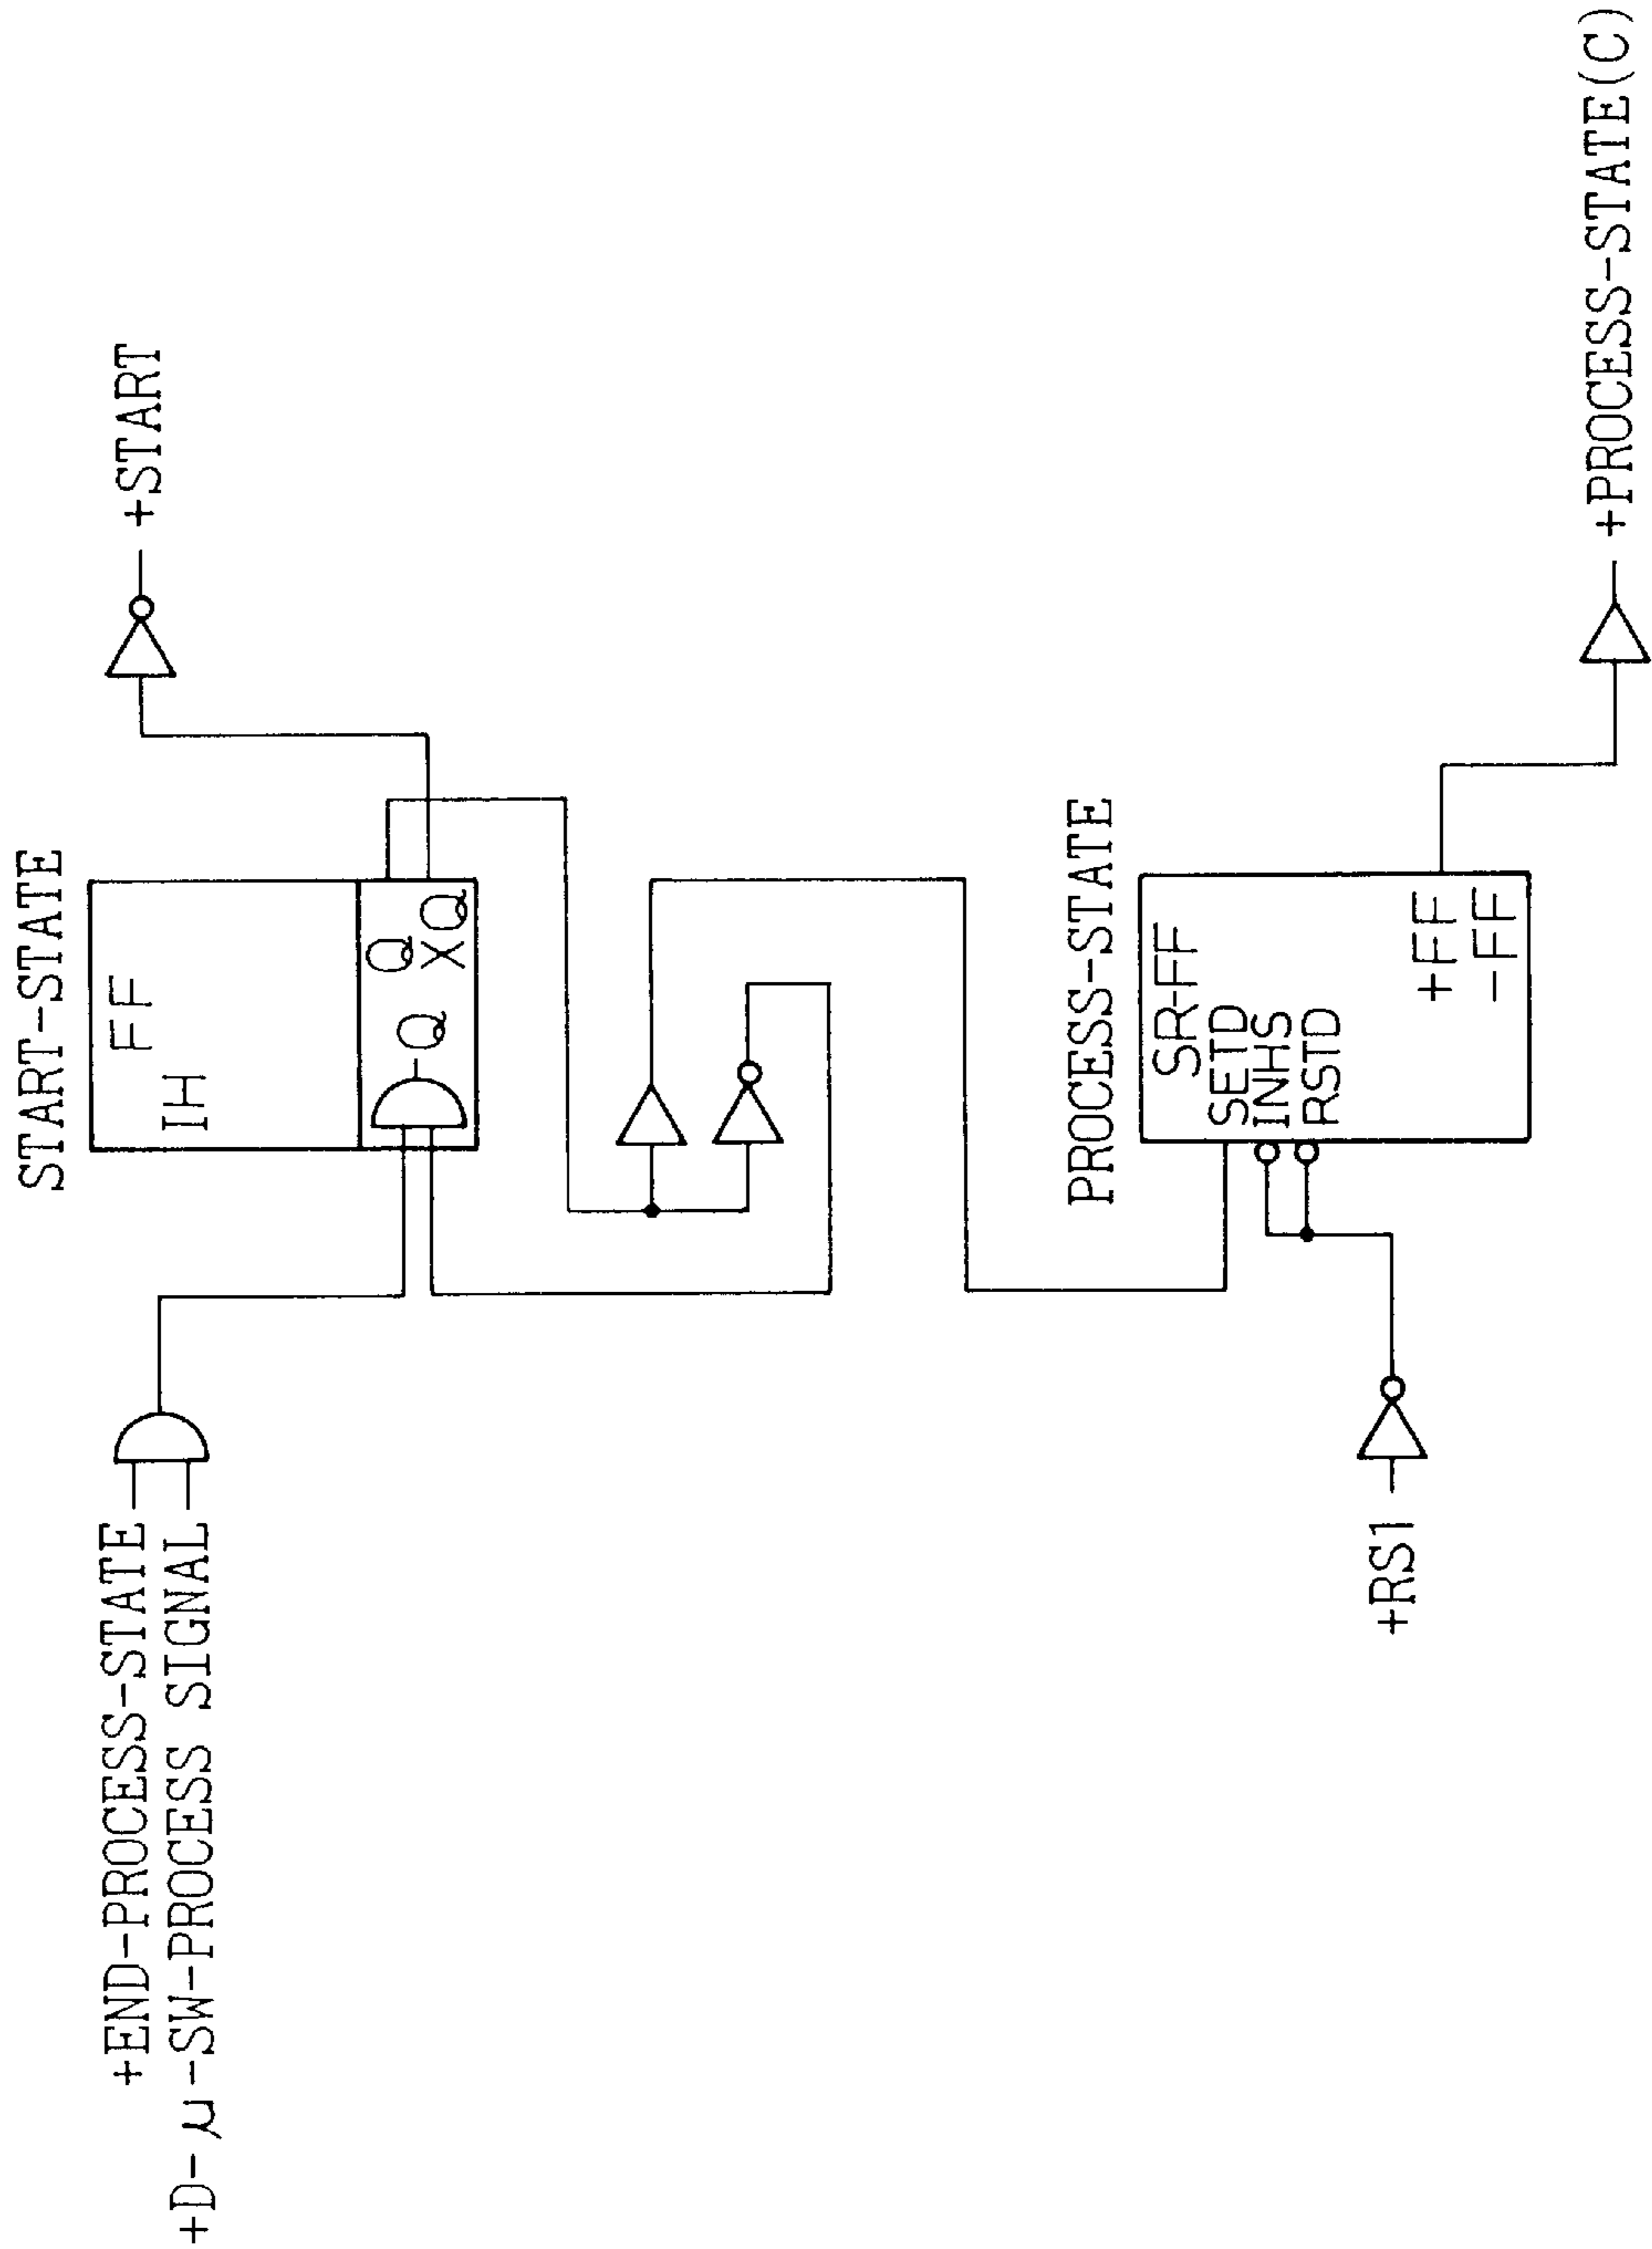 START-STATE
FF
IH
Q
Q
XQ
+START
+END-PROCESS-STATE
+D-μ-SW-PROCESS SIGNAL
PROCESS-STATE
SR-FF
SETD
INHS
RSTD
+FF
-FF
+RS1
+PROCESS-STATE(C)